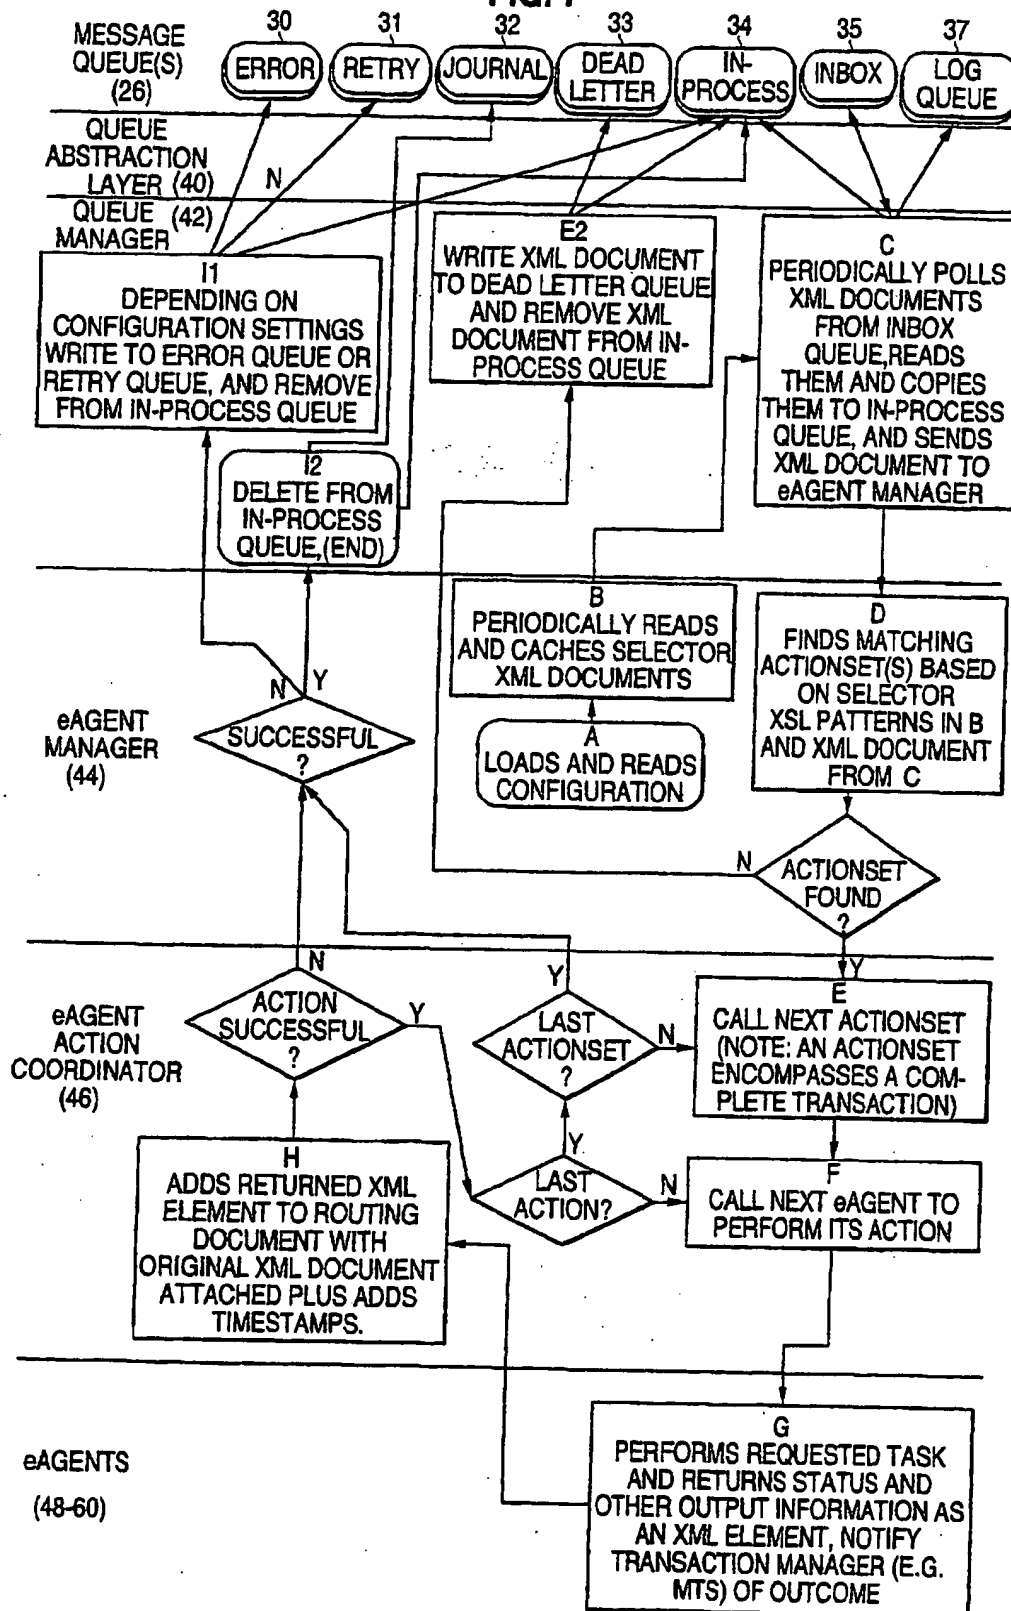 30
31
32
33
34
35
37
MESSAGE
QUEUE(S)
(26)
ERROR
RETRY
JOURNAL
DEAD
LETTER
IN-
PROCESS
INBOX
LOG
QUEUE
QUEUE
ABSTRACTION
LAYER (40)
N
QUEUE (42)
MANAGER
I1
DEPENDING ON
CONFIGURATION SETTINGS
WRITE TO ERROR QUEUE OR
RETRY QUEUE, AND REMOVE
FROM IN-PROCESS QUEUE
E2
WRITE XML DOCUMENT
TO DEAD LETTER QUEUE
AND REMOVE XML
DOCUMENT FROM IN-
PROCESS QUEUE
C
PERIODICALLY POLLS
XML DOCUMENTS
FROM INBOX
QUEUE,READS
THEM AND COPIES
THEM TO IN-PROCESS
QUEUE, AND SENDS
XML DOCUMENT TO
eAGENT MANAGER
I2
DELETE FROM
IN-PROCESS
QUEUE,(END)
eAGENT
MANAGER
(44)
N
Y
SUCCESSFUL
?
B
PERIODICALLY READS
AND CACHES SELECTOR
XML DOCUMENTS
A
LOADS AND READS
CONFIGURATION
D
FINDS MATCHING
ACTIONSET(S) BASED
ON SELECTOR
XSL PATTERNS IN B
AND XML DOCUMENT
FROM C
N
ACTIONSET
FOUND
?
Y
eAGENT
ACTION
COORDINATOR
(46)
N
ACTION
SUCCESSFUL
?
Y
Y
LAST
ACTIONSET
?
N
E
CALL NEXT ACTIONSET
(NOTE: AN ACTIONSET
ENCOMPASSES A COM-
PLETE TRANSACTION)
H
ADDS RETURNED XML
ELEMENT TO ROUTING
DOCUMENT WITH
ORIGINAL XML DOCUMENT
ATTACHED PLUS ADDS
TIMESTAMPS.
Y
LAST
ACTION?
N
F
CALL NEXT eAGENT TO
PERFORM ITS ACTION
eAGENTS
(48-60)
G
PERFORMS REQUESTED TASK
AND RETURNS STATUS AND
OTHER OUTPUT INFORMATION AS
AN XML ELEMENT, NOTIFY
TRANSACTION MANAGER (E.G.
MTS) OF OUTCOME